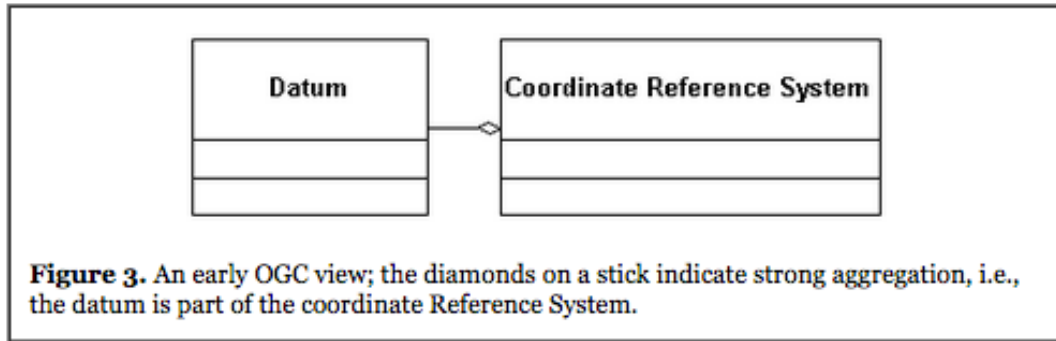 Datum
Coordinate Reference System
Figure 3. An early OGC view; the diamonds on a stick indicate strong aggregation, i.e.,
the datum is part of the coordinate Reference System.